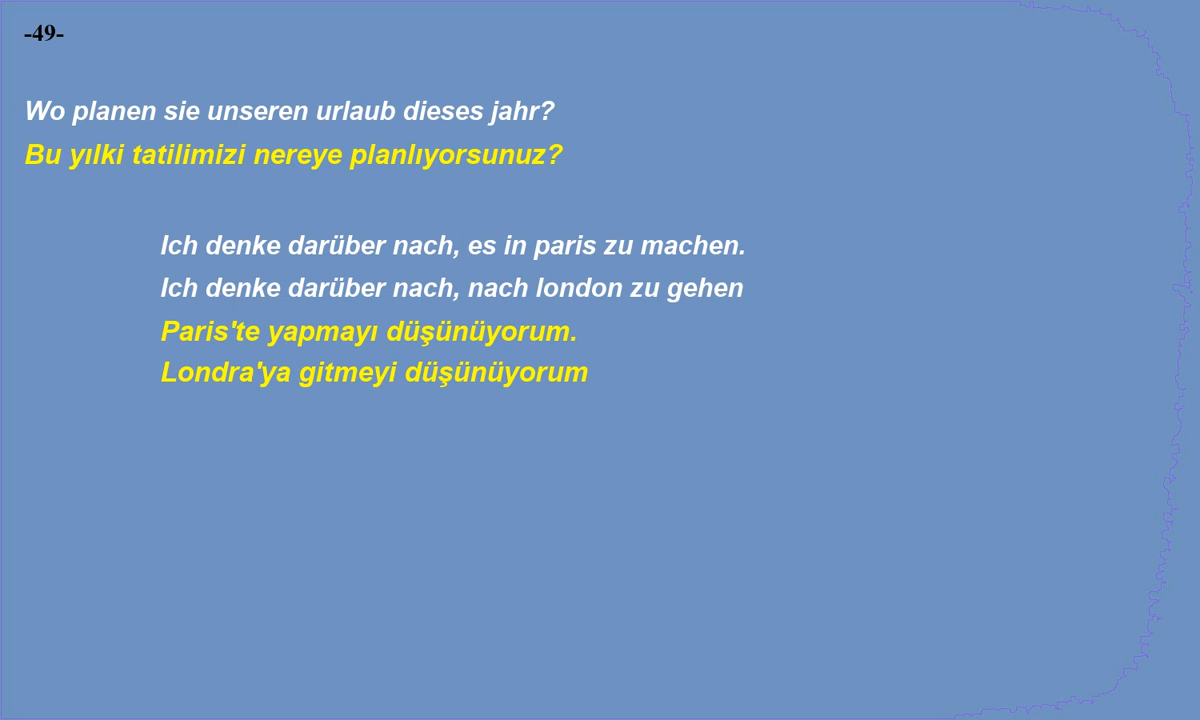 -49-
Wo planen sie unseren urlaub dieses jahr?
Bu yılki tatilimizi nereye planlıyorsunuz?
Ich denke darüber nach, es in paris zu machen.
Ich denke darüber nach, nach london zu gehen
Paris'te yapmayı düşünüyorum.
Londra'ya gitmeyi düşünüyorum